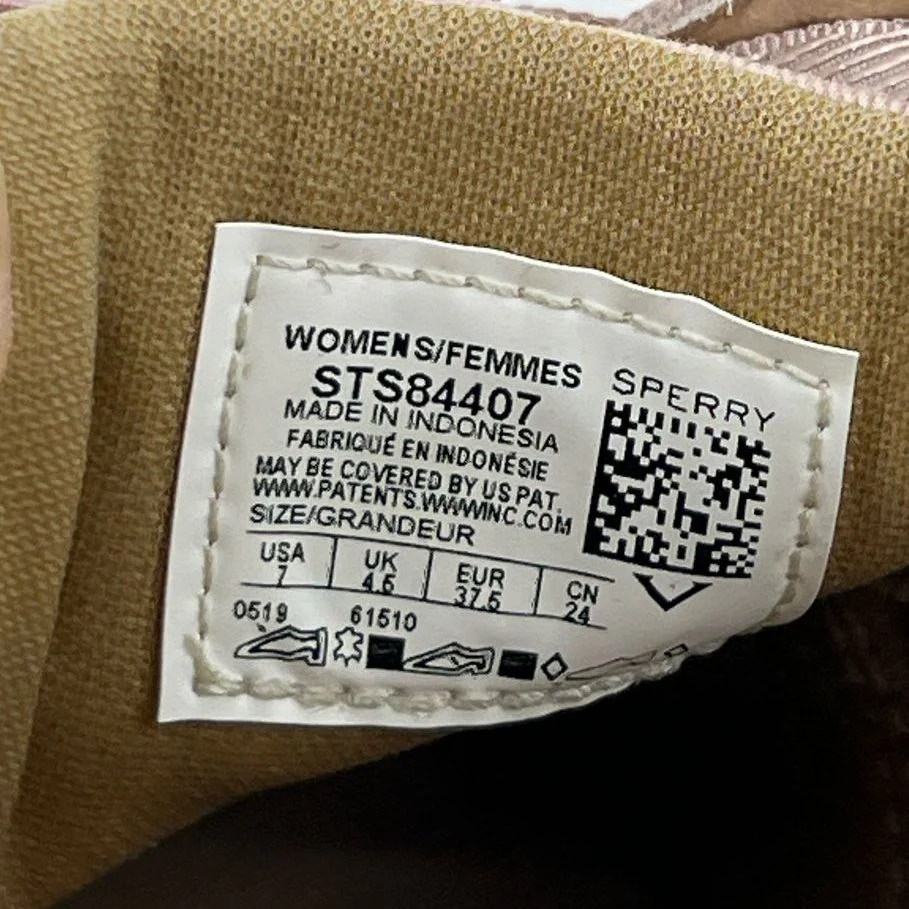 WOMENS/FEMMES
STS84407
MADE IN INDONESIA
FABRIQUÉ EN INDONÉSIE
MAY BE COVERED BY US PAT.
WWW.PATENTS.WWWINC.COM
SIZE/GRANDEUR
USA UK EUR CN
7 4.5 37.5 24
0519 61510
SPERRY